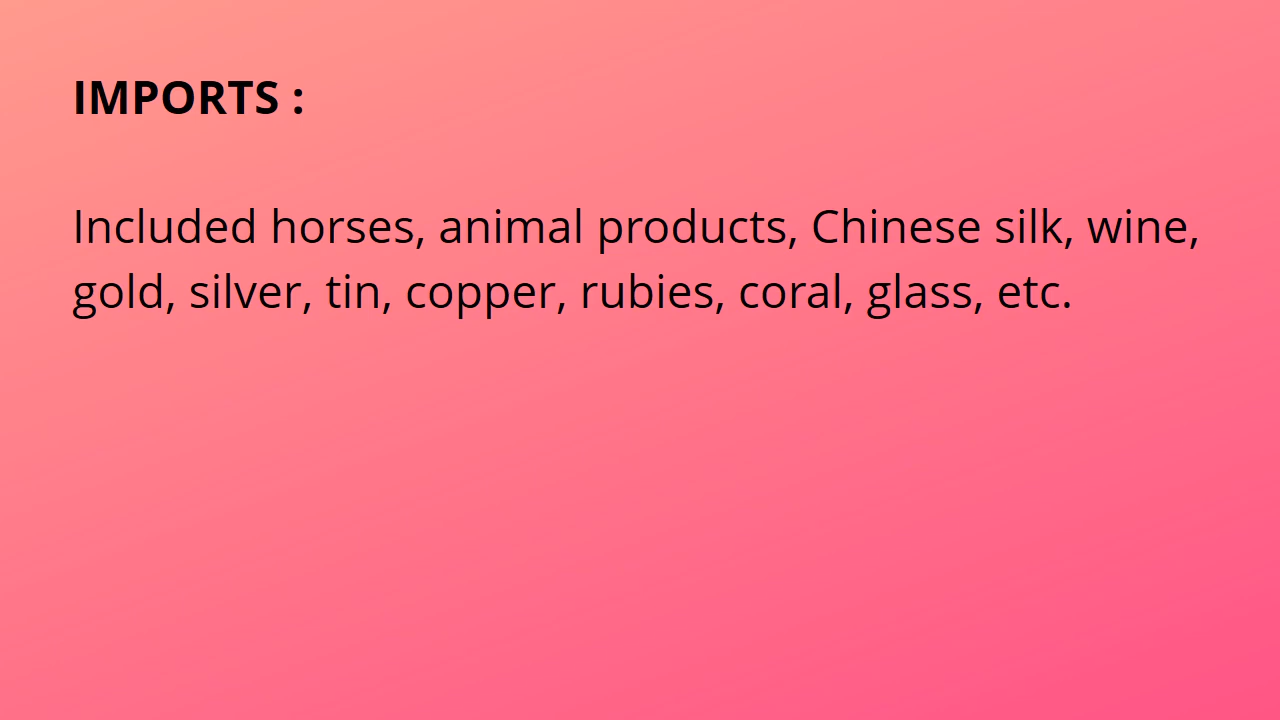 IMPORTS :
Included horses, animal products, Chinese silk, wine,
gold, silver, tin, copper, rubies, coral, glass, etc.